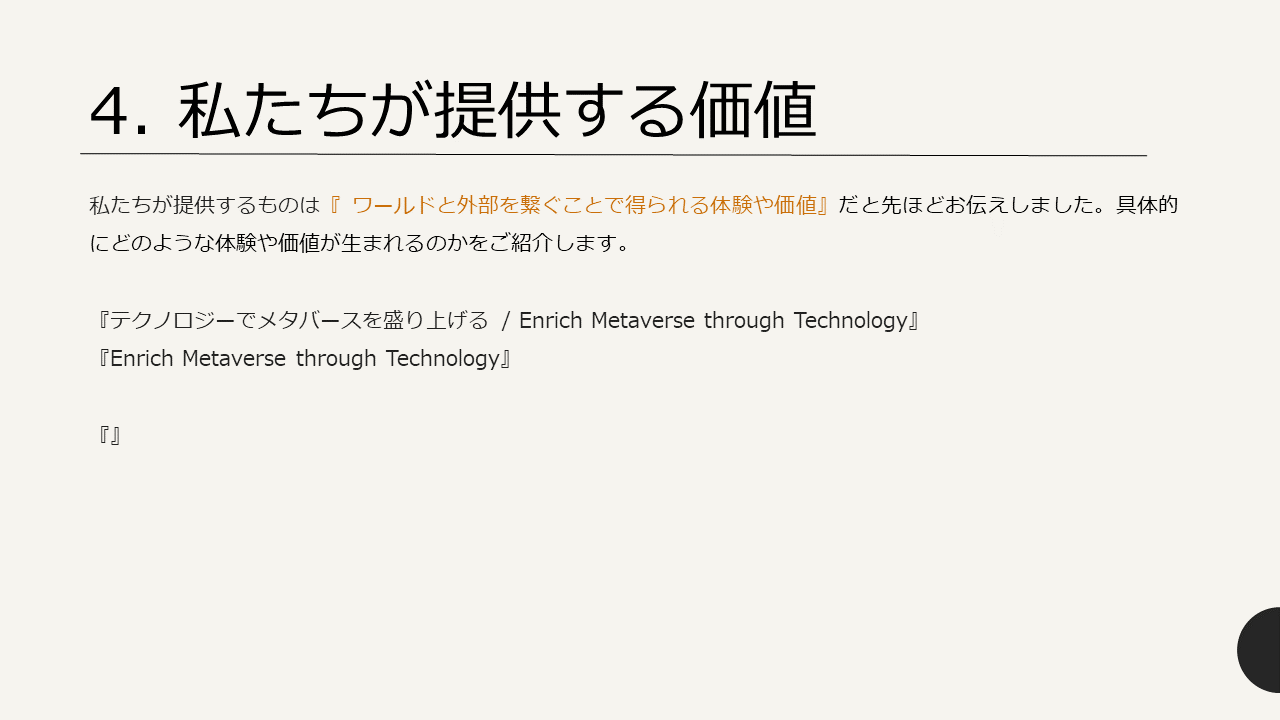 4. 私たちが提供する価値
私たちが提供するものは『 ワールドと外部を繋ぐことで得られる体験や価値』だと先ほどお伝えしました。具体的
にどのような体験や価値が生まれるのかをご紹介します。
『テクノロジーでメタバースを盛り上げる / Enrich Metaverse through Technology』
『Enrich Metaverse through Technology』
『』